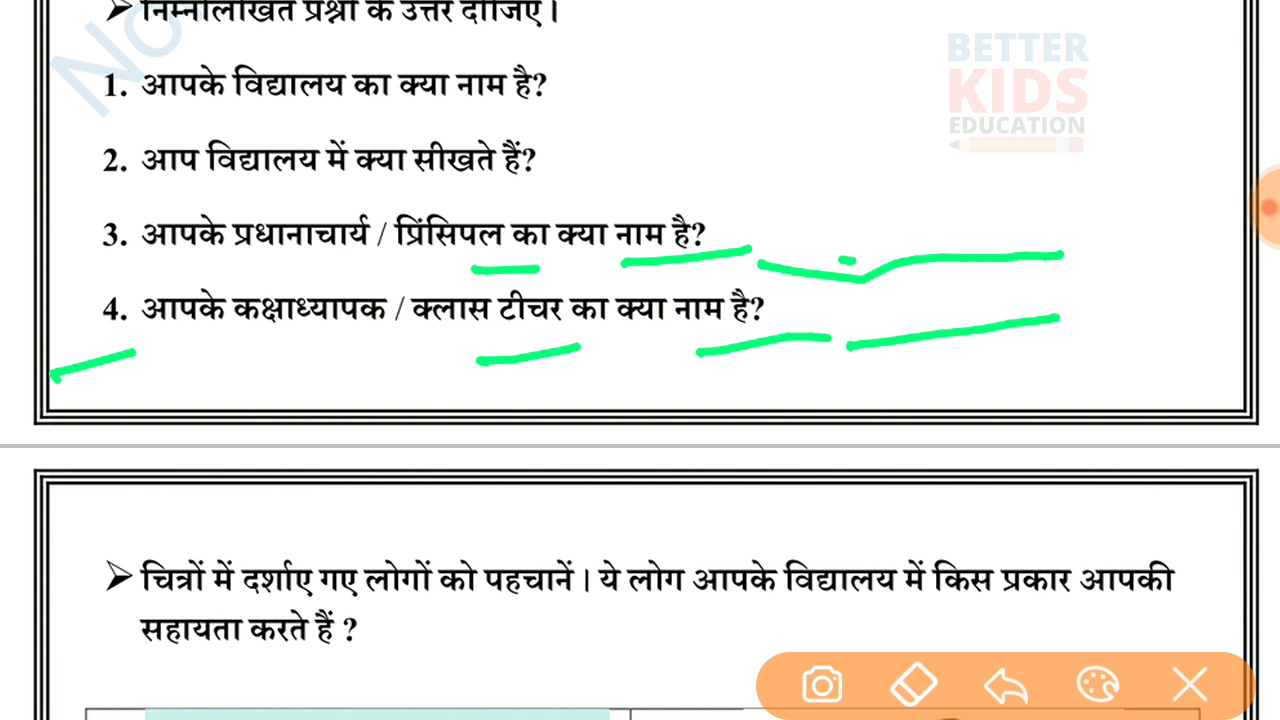 ➤ निम्नलिखित प्रश्नों के उत्तर दीजिए।
No
BETTER
KIDS
EDUCATION
1. आपके विद्यालय का क्या नाम है?
2. आप विद्यालय में क्या सीखते हैं?
3. आपके प्रधानाचार्य / प्रिंसिपल का क्या नाम है?
4. आपके कक्षाध्यापक / क्लास टीचर का क्या नाम है?
➤ चित्रों में दर्शाए गए लोगों को पहचानें। ये लोग आपके विद्यालय में किस प्रकार आपकी
सहायता करते हैं ?